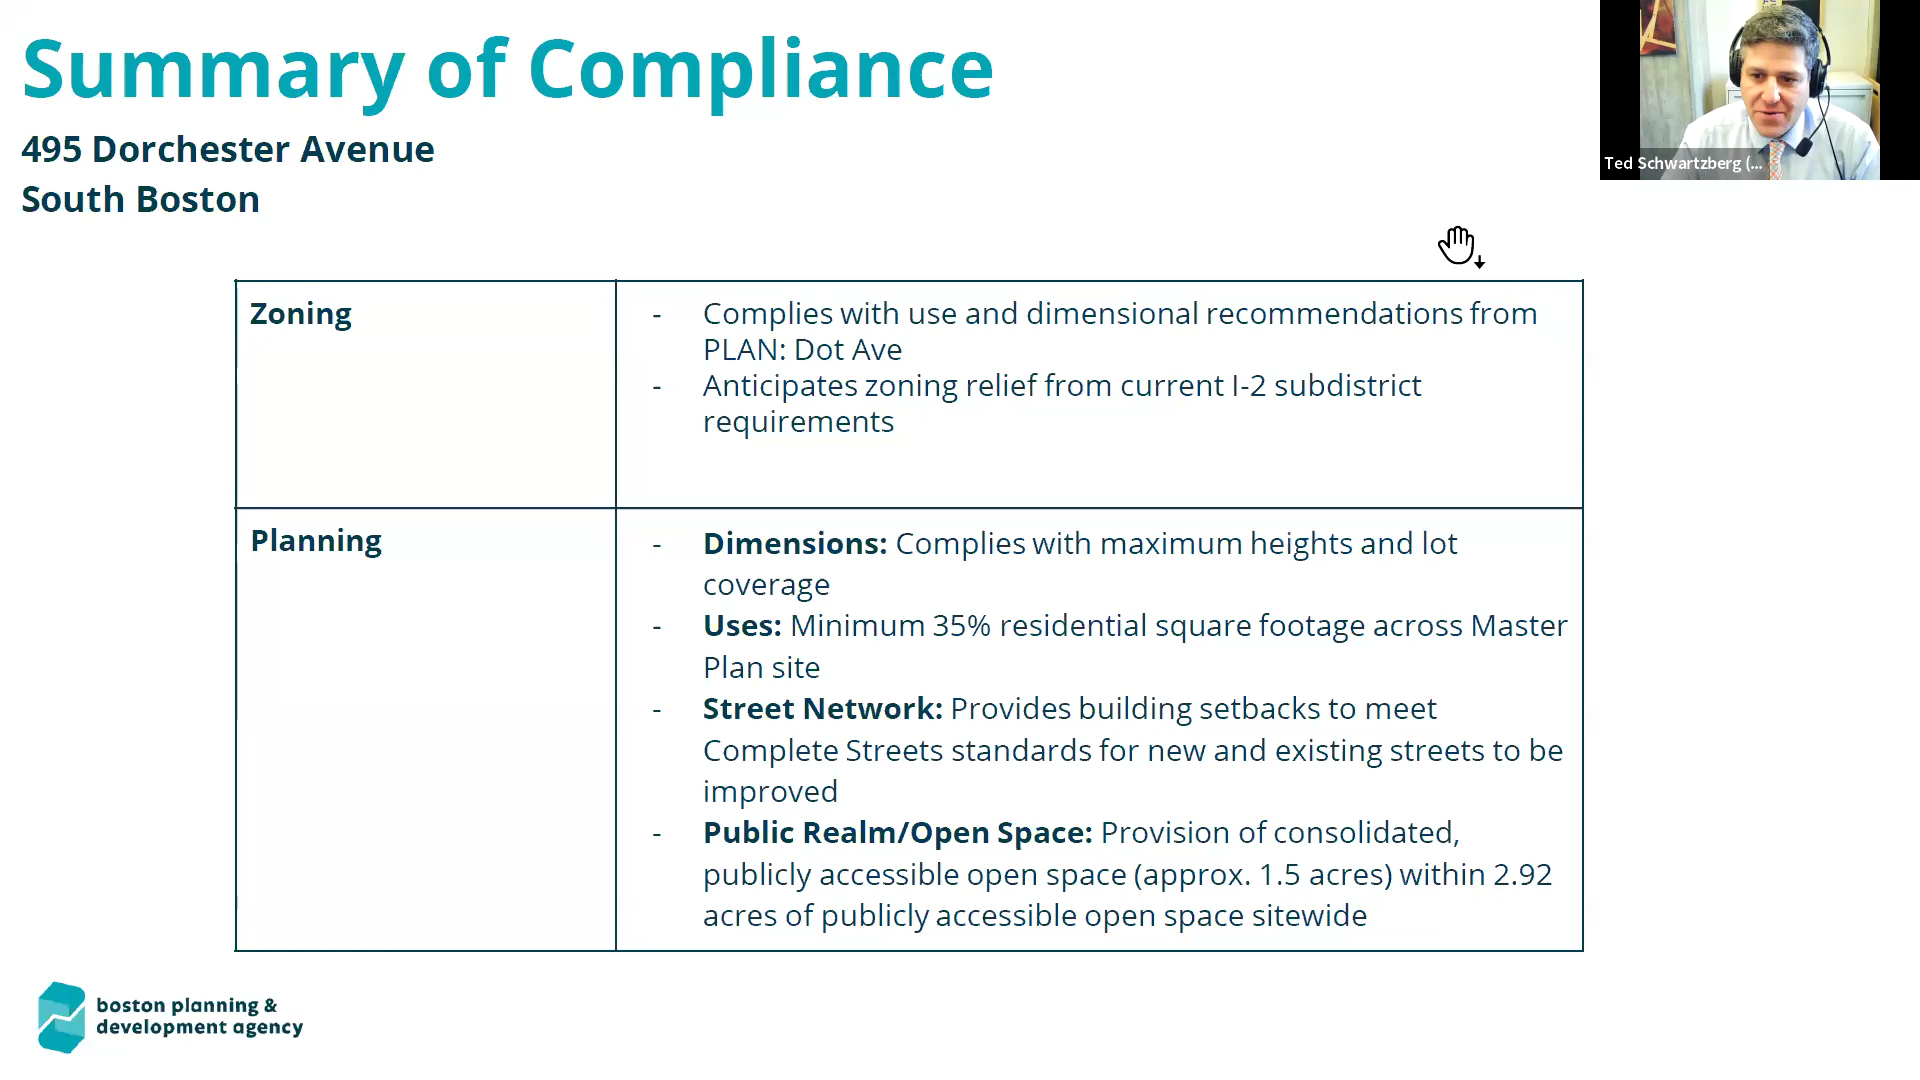 Summary of Compliance
495 Dorchester Avenue
South Boston
Ted Schwartzberg (...
Zoning
- Complies with use and dimensional recommendations from
PLAN: Dot Ave
- Anticipates zoning relief from current I-2 subdistrict
requirements
Planning
- Dimensions: Complies with maximum heights and lot
coverage
- Uses: Minimum 35% residential square footage across Master
Plan site
- Street Network: Provides building setbacks to meet
Complete Streets standards for new and existing streets to be
improved
- Public Realm/Open Space: Provision of consolidated,
publicly accessible open space (approx. 1.5 acres) within 2.92
acres of publicly accessible open space sitewide
boston planning &
development agency